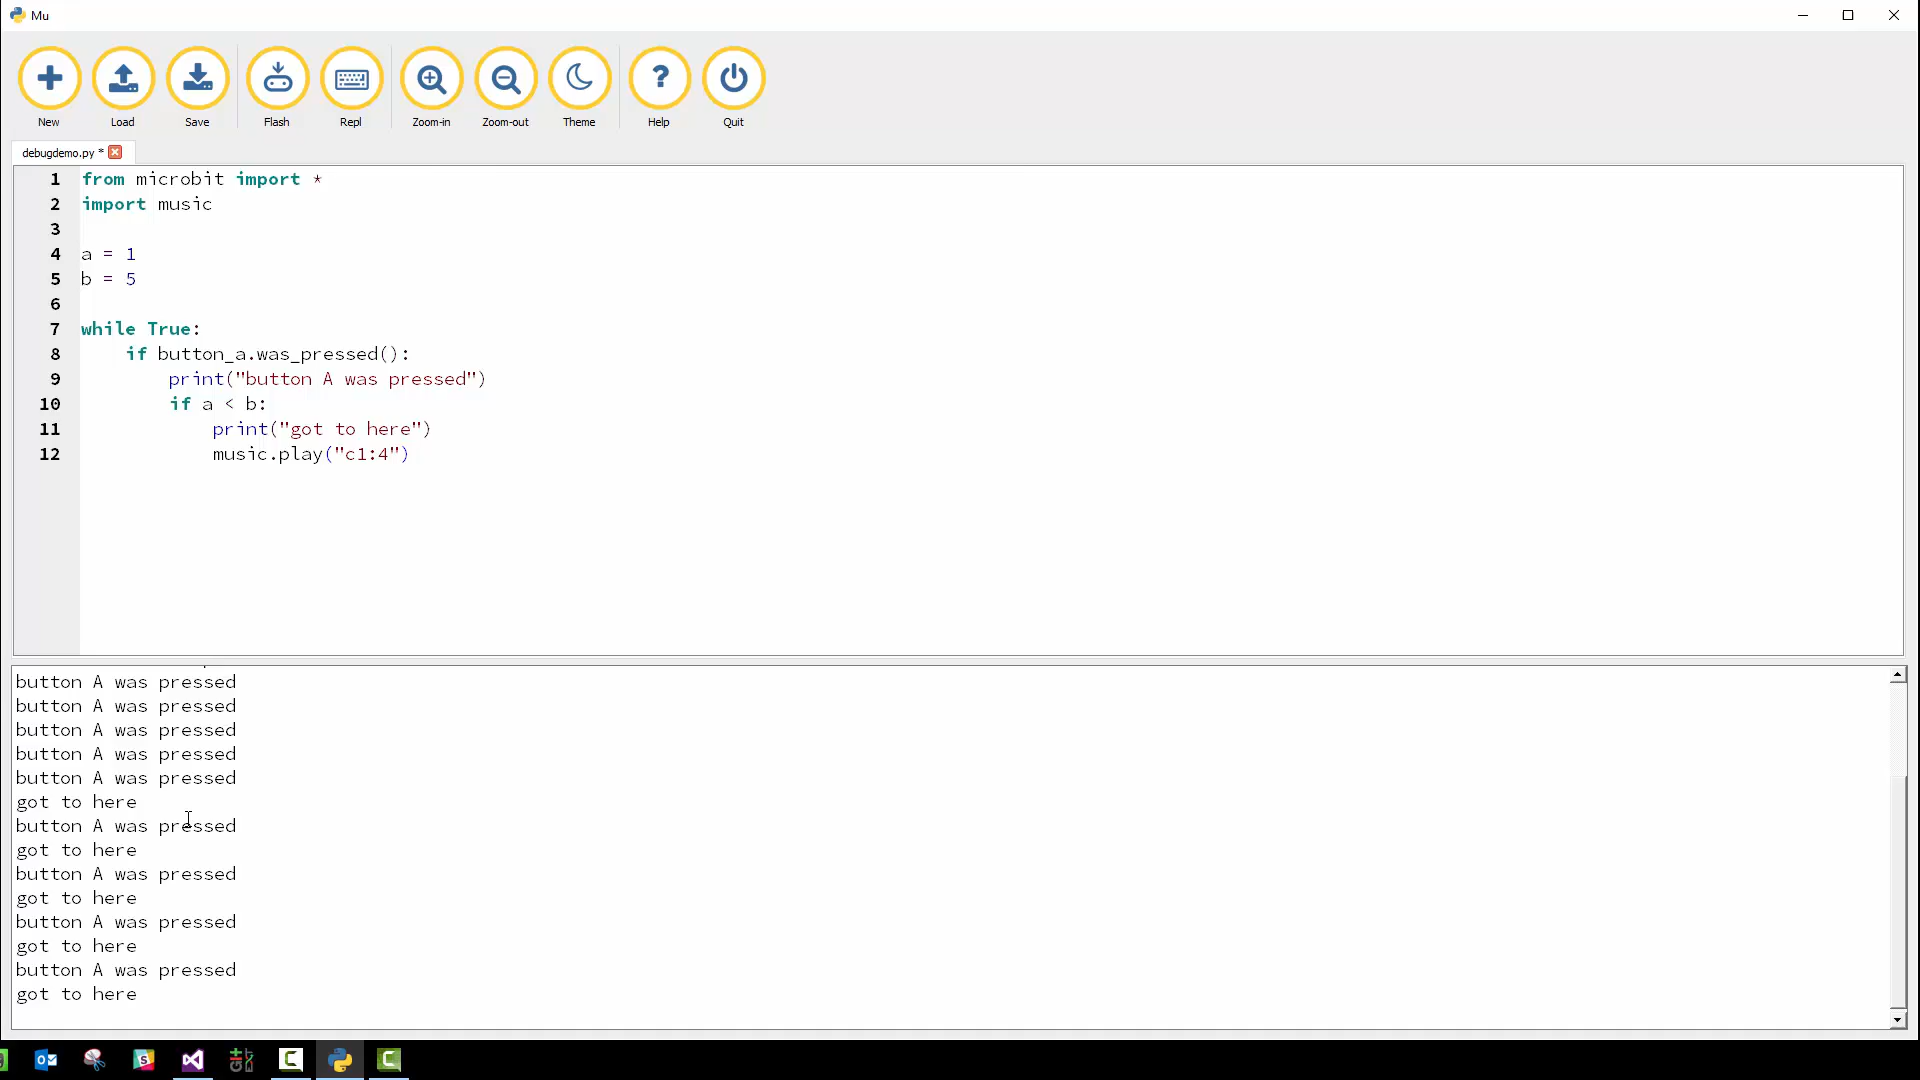 Mu
New Load Save Flash Repl Zoom-in Zoom-out Theme Help Quit
debugdemo.py *
1 from microbit import *
2 import music
3
4 a = 1
5 b = 5
6
7 while True:
8     if button_a.was_pressed():
9         print("button A was pressed")
10         if a < b:
11             print("got to here")
12             music.play("c1:4")
button A was pressed
button A was pressed
button A was pressed
button A was pressed
button A was pressed
got to here
button A was pressed
got to here
button A was pressed
got to here
button A was pressed
got to here
button A was pressed
got to here